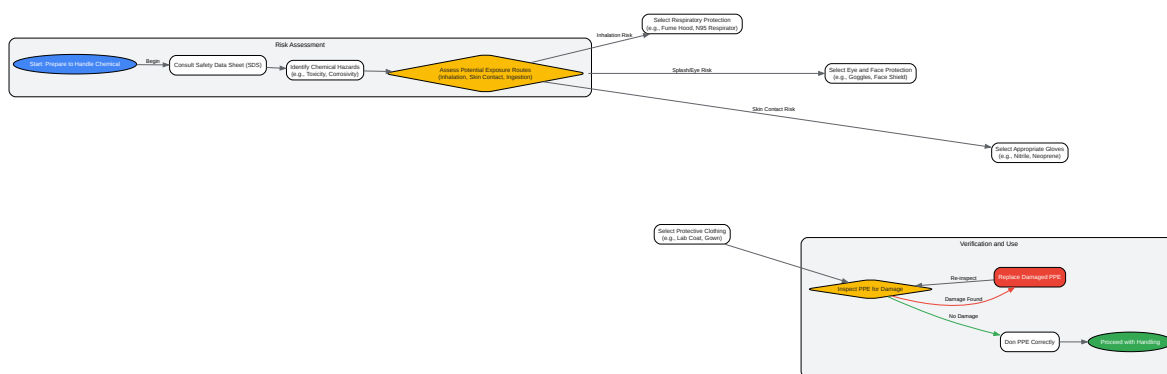 Select Respiratory Protection
(e.g., Fume Hood, N95 Respirator)
Inhalation Risk
Risk Assessment
Start: Prepare to Handle Chemical
Begin
Consult Safety Data Sheet (SDS)
Identify Chemical Hazards
(e.g., Toxicity, Corrosivity)
Assess Potential Exposure Routes
(Inhalation, Skin Contact, Ingestion)
Splash/Eye Risk
Select Eye and Face Protection
(e.g., Goggles, Face Shield)
Skin Contact Risk
Select Appropriate Gloves
(e.g., Nitrile, Neoprene)
Select Protective Clothing
(e.g., Lab Coat, Gown)
Verification and Use
Inspect PPE for Damage
Re-inspect
Replace Damaged PPE
Damage Found
No Damage
Don PPE Correctly
Proceed with Handling